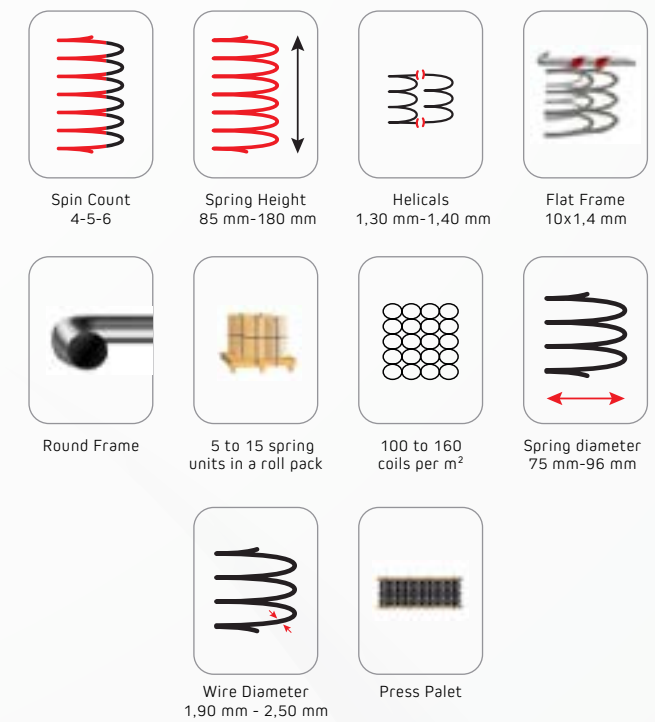 Spin Count
4-5-6
Spring Height
85 mm-180 mm
Helicals
1,30 mm-1,40 mm
Flat Frame
10x1,4 mm
Round Frame
5 to 15 spring
units in a roll pack
100 to 160
coils per m²
Spring diameter
75 mm-96 mm
Wire Diameter
1,90 mm - 2,50 mm
Press Palet